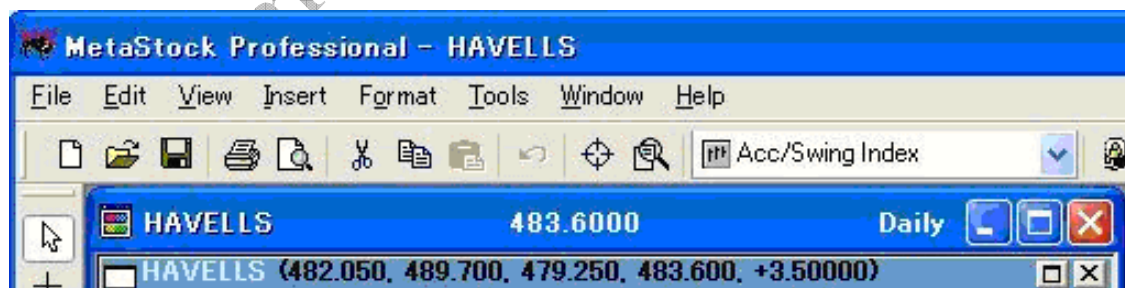 MetaStock Professional - HAVELLS
File Edit View Insert Format Tools Window Help
Acc/Swing Index
HAVELLS 483.6000 Daily
HAVELLS (482.050, 489.700, 479.250, 483.600, +3.50000)